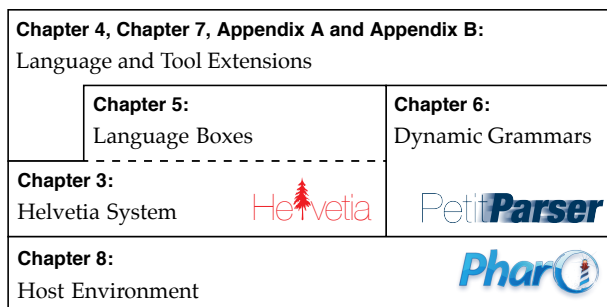 Chapter 4, Chapter 7, Appendix A and Appendix B:
Language and Tool Extensions
Chapter 5:
Language Boxes
Chapter 6:
Dynamic Grammars
Chapter 3:
Helvetia System
Helvetia
PetitParser
Chapter 8:
Host Environment
Pharo